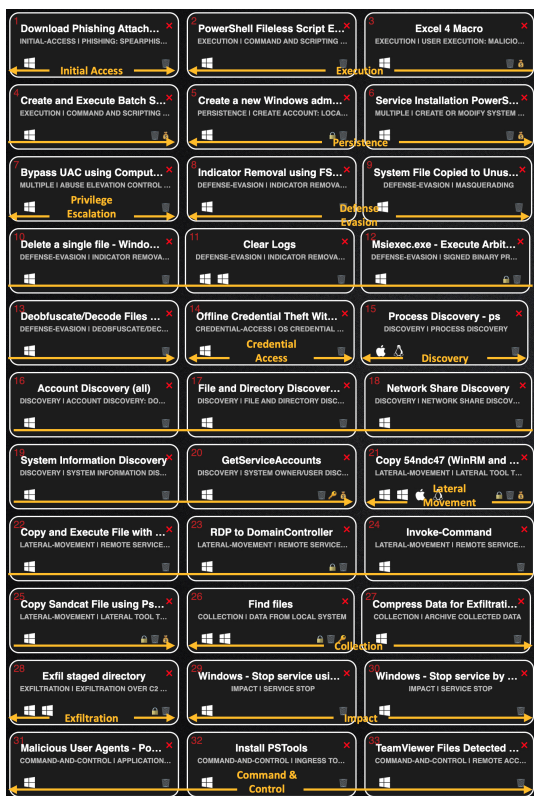 1
Download Phishing Attach...
INITIAL-ACCESS | PHISHING: SPEARPHIS...
Initial Access
2
PowerShell Fileless Script E...
EXECUTION | COMMAND AND SCRIPTING ...
3
Excel 4 Macro
EXECUTION | USER EXECUTION: MALICIO...
Execution
4
Create and Execute Batch S...
EXECUTION | COMMAND AND SCRIPTING ...
5
Create a new Windows adm...
PERSISTENCE | CREATE ACCOUNT: LOCA...
6
Service Installation PowerS...
MULTIPLE | CREATE OR MODIFY SYSTEM ...
Persistence
7
Bypass UAC using Comput...
MULTIPLE | ABUSE ELEVATION CONTROL ...
Privilege
Escalation
8
Indicator Removal using FS...
DEFENSE-EVASION | INDICATOR REMOVA...
9
System File Copied to Unus...
DEFENSE-EVASION | MASQUERADING
Defense
Evasion
10
Delete a single file - Windo...
DEFENSE-EVASION | INDICATOR REMOVA...
11
Clear Logs
DEFENSE-EVASION | INDICATOR REMOVA...
12
Msiexec.exe - Execute Arbit...
DEFENSE-EVASION | SIGNED BINARY PR...
13
Deobfuscate/Decode Files ...
DEFENSE-EVASION | DEOBFUSCATE/DEC...
14
Offline Credential Theft Wit...
CREDENTIAL-ACCESS | OS CREDENTIAL ...
Credential
Access
15
Process Discovery - ps
DISCOVERY | PROCESS DISCOVERY
Discovery
16
Account Discovery (all)
DISCOVERY | ACCOUNT DISCOVERY: DO...
17
File and Directory Discover...
DISCOVERY | FILE AND DIRECTORY DISC...
18
Network Share Discovery
DISCOVERY | NETWORK SHARE DISCOV...
19
System Information Discovery
DISCOVERY | SYSTEM INFORMATION DIS...
20
GetServiceAccounts
DISCOVERY | SYSTEM OWNER/USER DISC...
21
Copy 54ndc47 (WinRM and ...
LATERAL-MOVEMENT | LATERAL TOOL T...
Lateral
Movement
22
Copy and Execute File with ...
LATERAL-MOVEMENT | REMOTE SERVICE...
23
RDP to DomainController
LATERAL-MOVEMENT | REMOTE SERVICE...
24
Invoke-Command
LATERAL-MOVEMENT | REMOTE SERVICE...
25
Copy Sandcat File using Ps...
LATERAL-MOVEMENT | LATERAL TOOL T...
26
Find files
COLLECTION | DATA FROM LOCAL SYSTEM
27
Compress Data for Exfiltrati...
COLLECTION | ARCHIVE COLLECTED DATA
Collection
28
Exfil staged directory
EXFILTRATION | EXFILTRATION OVER C2 ...
Exfiltration
29
Windows - Stop service usi...
IMPACT | SERVICE STOP
30
Windows - Stop service by ...
IMPACT | SERVICE STOP
Impact
31
Malicious User Agents - Po...
COMMAND-AND-CONTROL | APPLICATION...
32
Install PSTools
COMMAND-AND-CONTROL | INGRESS TO...
Command &
Control
33
TeamViewer Files Detected ...
COMMAND-AND-CONTROL | REMOTE ACC...